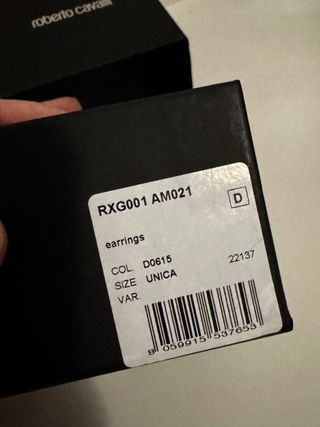 roberto cavalli
RXG001 AM021
D
earrings
COL. D0615 22137
SIZE UNICA
VAR.
8 059915 537653